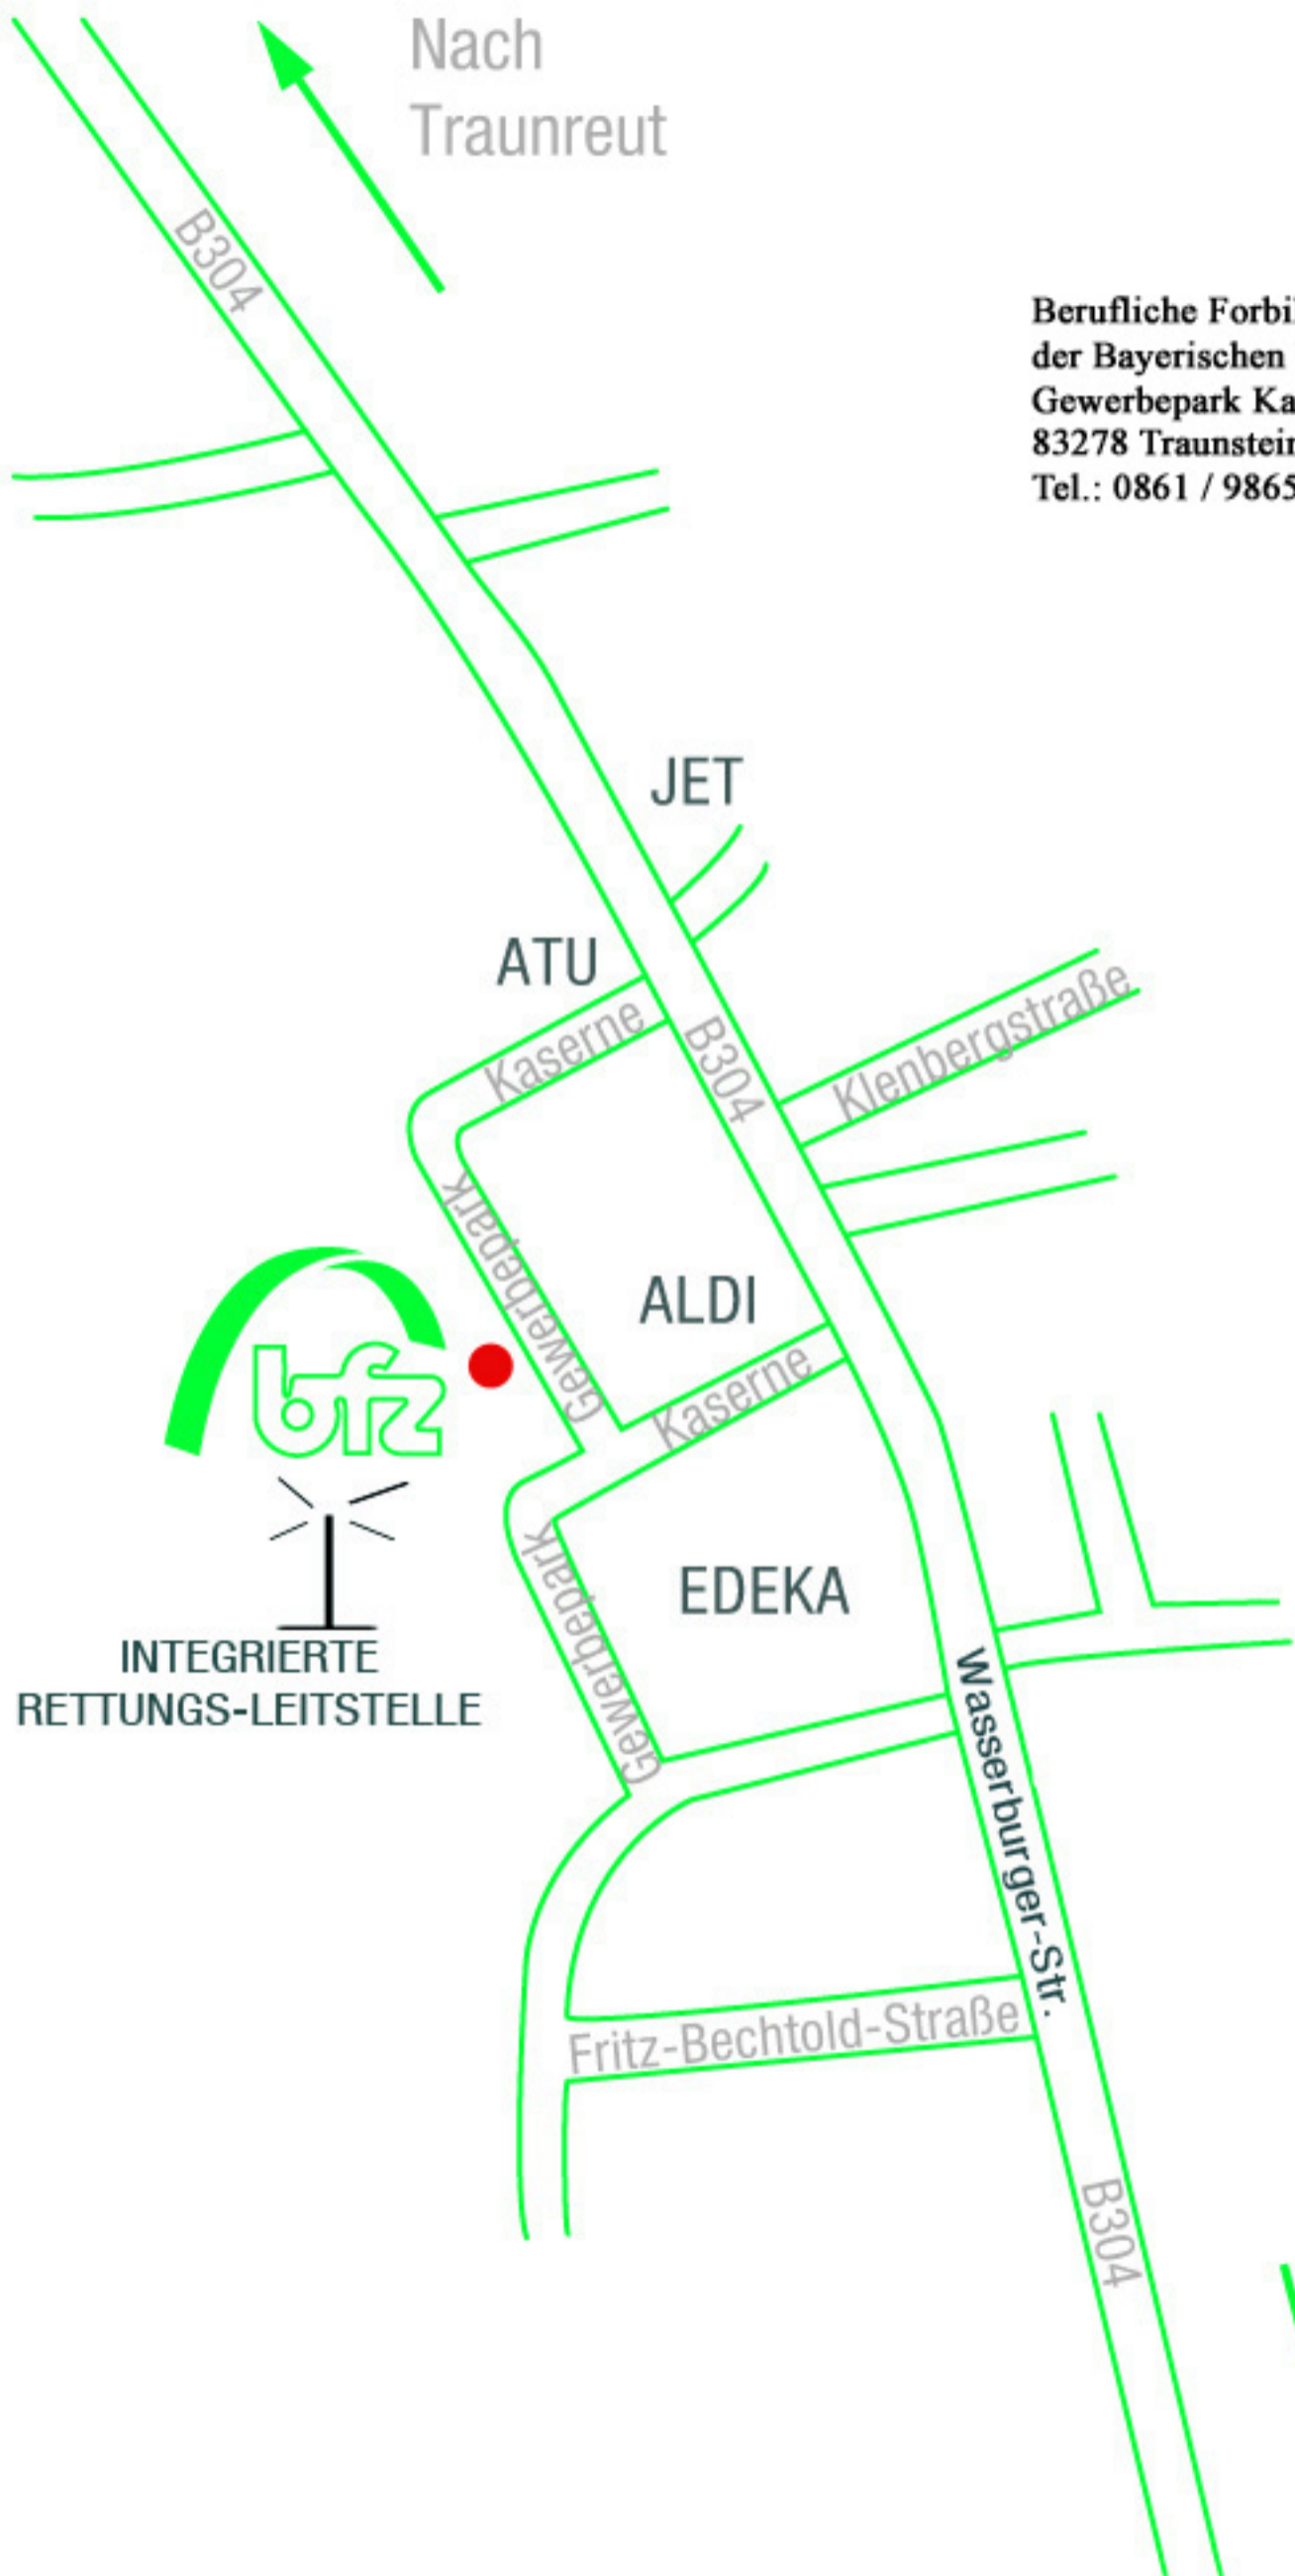 Nach
Traunreut
B304
Berufliche Forbi
der Bayerischen
Gewerbepark Ka
83278 Traunstein
Tel.: 0861 / 9865
JET
ATU
Kaserne
B304
Klenbergstraße
Gewerbepark
ALDI
Kaserne
bfz
Gewerbepark
EDEKA
INTEGRIERTE
RETTUNGS-LEITSTELLE
Wasserburger-Str.
Fritz-Bechtold-Straße
B304